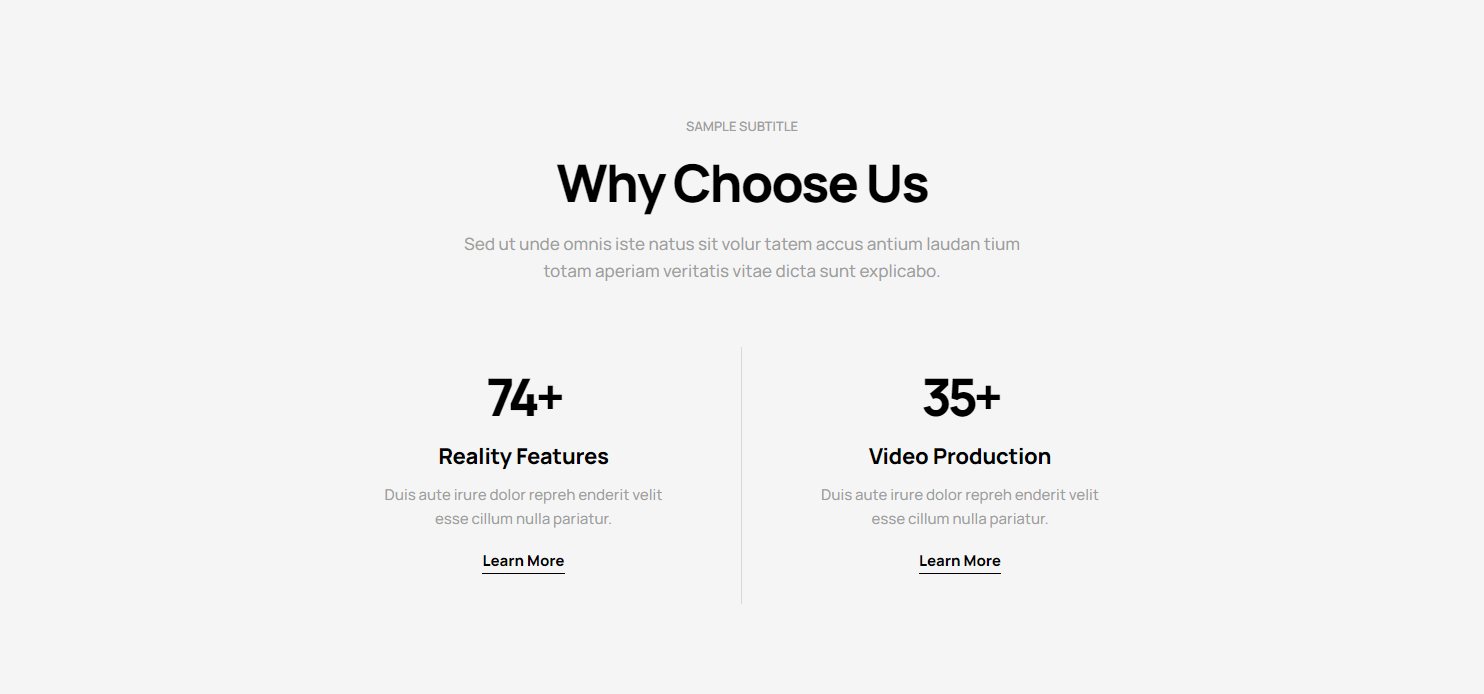 SAMPLE SUBTITLE
Why Choose Us
Sed ut unde omnis iste natus sit volur tatem accus antium laudan tium
totam aperiam veritatis vitae dicta sunt explicabo.
74+
Reality Features
Duis aute irure dolor repreh enderit velit
esse cillum nulla pariatur.
Learn More
35+
Video Production
Duis aute irure dolor repreh enderit velit
esse cillum nulla pariatur.
Learn More